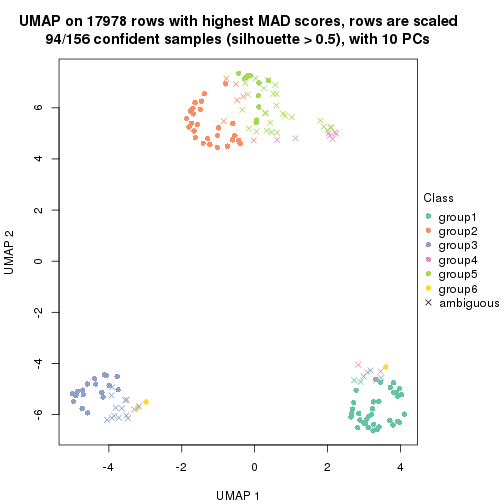 UMAP on 17978 rows with highest MAD scores, rows are scaled
94/156 confident samples (silhouette > 0.5), with 10 PCs
6
4
2
0
-2
-4
-6
UMAP 2
-4
-2
0
2
4
UMAP 1
Class
group1
group2
group3
group4
group5
group6
ambiguous